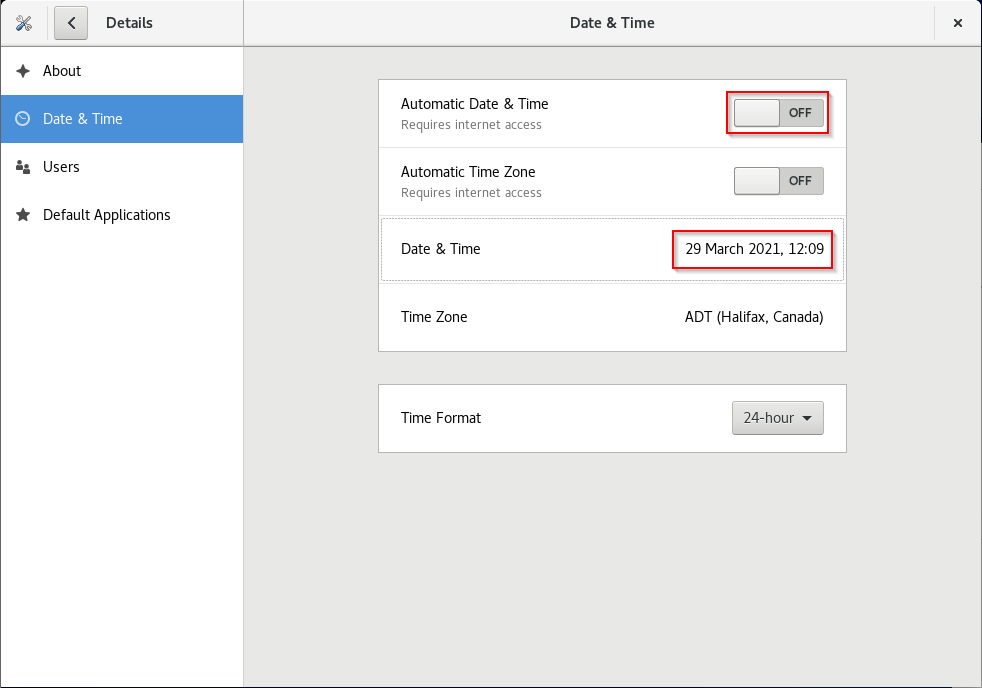 Details
Date & Time
About
Date & Time
Users
Default Applications
Automatic Date & Time
Requires internet access
OFF
Automatic Time Zone
Requires internet access
OFF
Date & Time
29 March 2021, 12:09
Time Zone
ADT (Halifax, Canada)
Time Format
24-hour